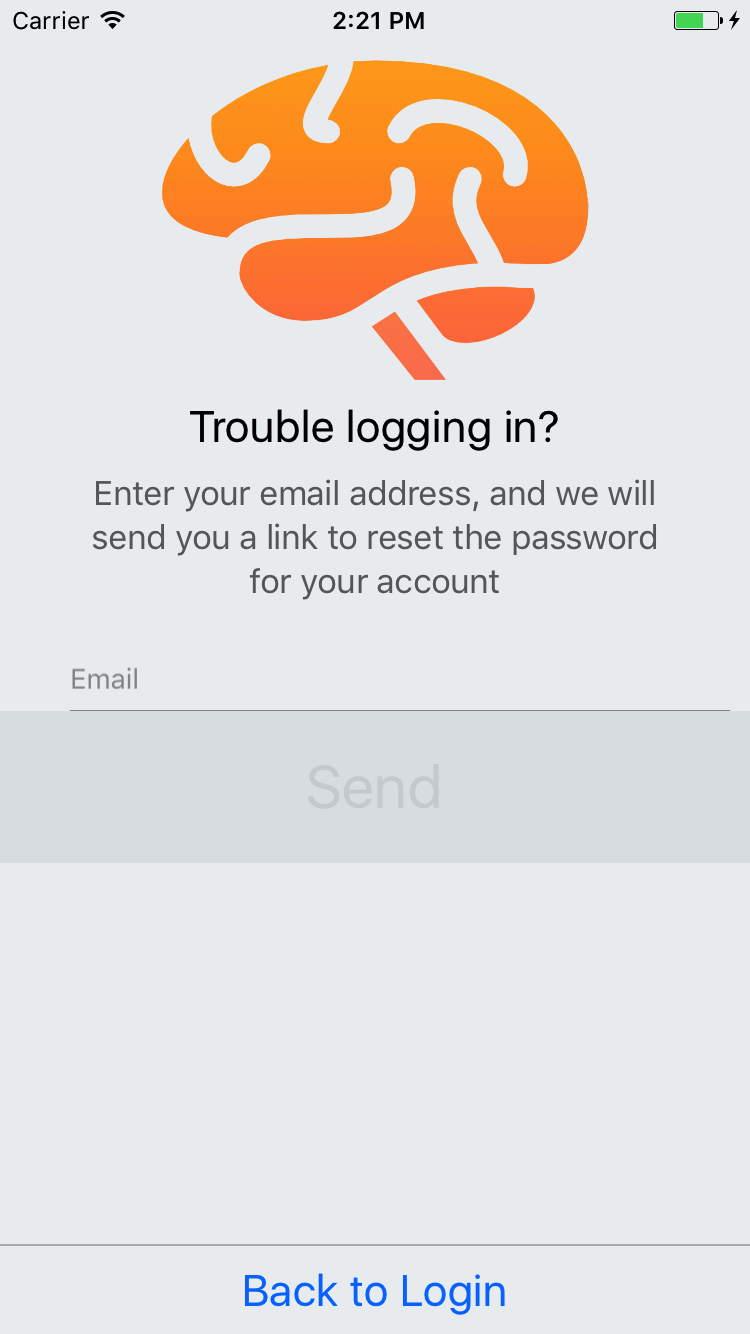 Carrier 2:21 PM
Trouble logging in?
Enter your email address, and we will
send you a link to reset the password
for your account
Email
Send
Back to Login